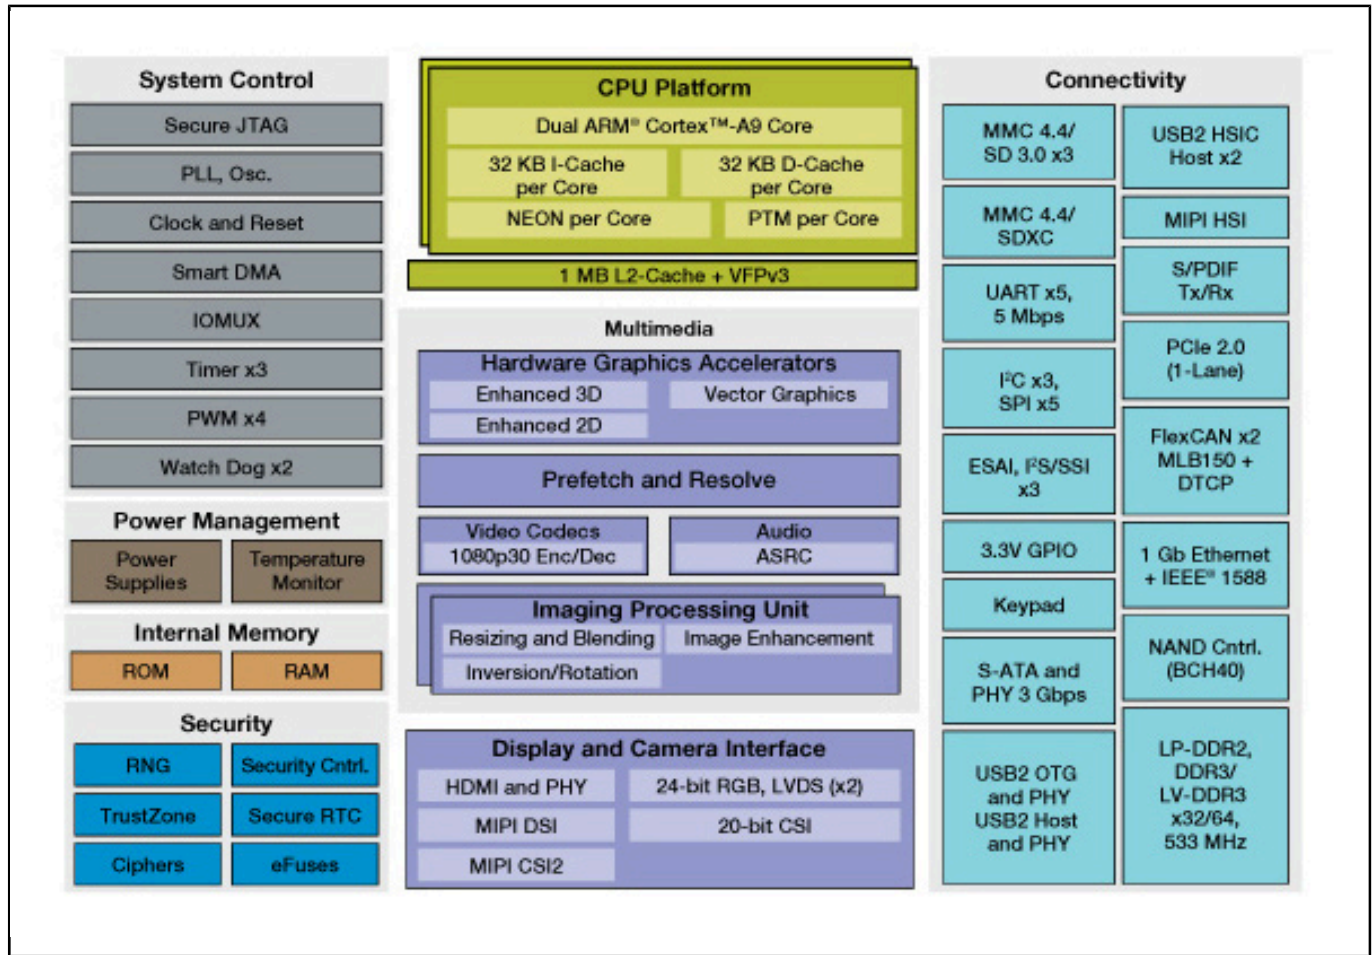 System Control
Secure JTAG
PLL, Osc.
Clock and Reset
Smart DMA
IOMUX
Timer x3
PWM x4
Watch Dog x2
Power Management
Power
Supplies
Temperature
Monitor
Internal Memory
ROM
RAM
Security
RNG
Security Cntrl.
TrustZone
Secure RTC
Ciphers
eFuses
CPU Platform
Dual ARM® Cortex™-A9 Core
32 KB I-Cache
per Core
32 KB D-Cache
per Core
NEON per Core
PTM per Core
1 MB L2-Cache + VFPv3
Multimedia
Hardware Graphics Accelerators
Enhanced 3D
Vector Graphics
Enhanced 2D
Prefetch and Resolve
Video Codecs
1080p30 Enc/Dec
Audio
ASRC
Imaging Processing Unit
Resizing and Blending
Image Enhancement
Inversion/Rotation
Display and Camera Interface
HDMI and PHY
24-bit RGB, LVDS (x2)
MIPI DSI
20-bit CSI
MIPI CSI2
Connectivity
MMC 4.4/
SD 3.0 x3
MMC 4.4/
SDXC
UART x5,
5 Mbps
I²C x3,
SPI x5
ESAI, I²S/SSI
x3
3.3V GPIO
Keypad
S-ATA and
PHY 3 Gbps
USB2 OTG
and PHY
USB2 Host
and PHY
USB2 HSIC
Host x2
MIPI HSI
S/PDIF
Tx/Rx
PCIe 2.0
(1-Lane)
FlexCAN x2
MLB150 +
DTCP
1 Gb Ethernet
+ IEEE® 1588
NAND Cntrl.
(BCH40)
LP-DDR2,
DDR3/
LV-DDR3
x32/64,
533 MHz